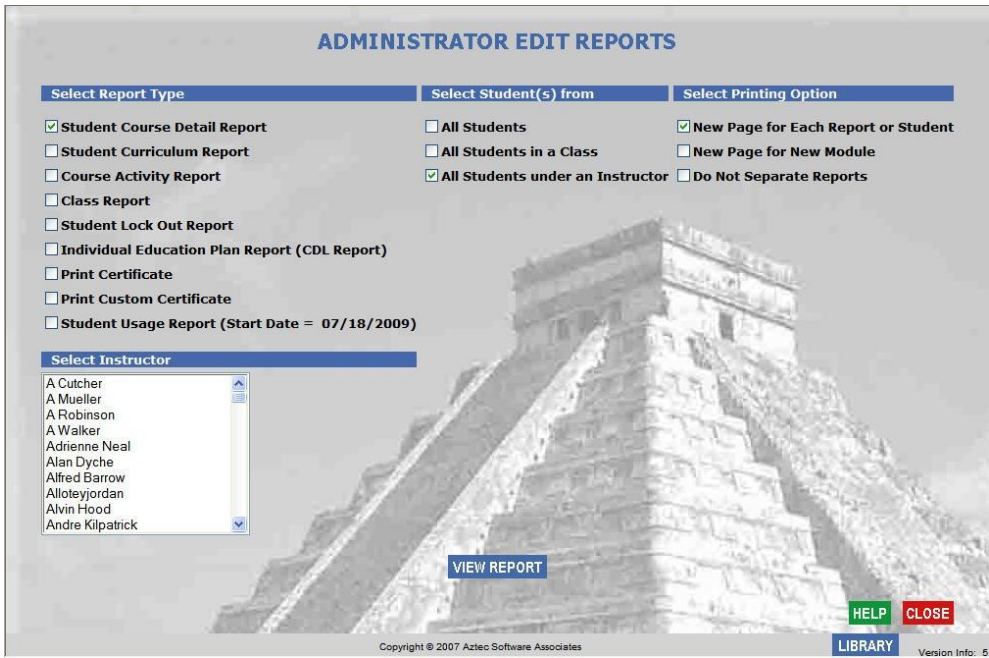 ADMINISTRATOR EDIT REPORTS
Select Report Type
Student Course Detail Report
Student Curriculum Report
Course Activity Report
Class Report
Student Lock Out Report
Individual Education Plan Report (CDL Report)
Print Certificate
Print Custom Certificate
Student Usage Report (Start Date = 07/18/2009)
Select Student(s) from
All Students
All Students in a Class
All Students under an Instructor
Select Printing Option
New Page for Each Report or Student
New Page for New Module
Do Not Separate Reports
Select Instructor
A Cutcher
A Mueller
A Robinson
A Walker
Adrienne Neal
Alan Dyche
Alfred Barrow
Alloteyjordan
Alvin Hood
Andre Kilpatrick
VIEW REPORT
HELP
CLOSE
Copyright © 2007 Aztec Software Associates
LIBRARY
Version Info: 5